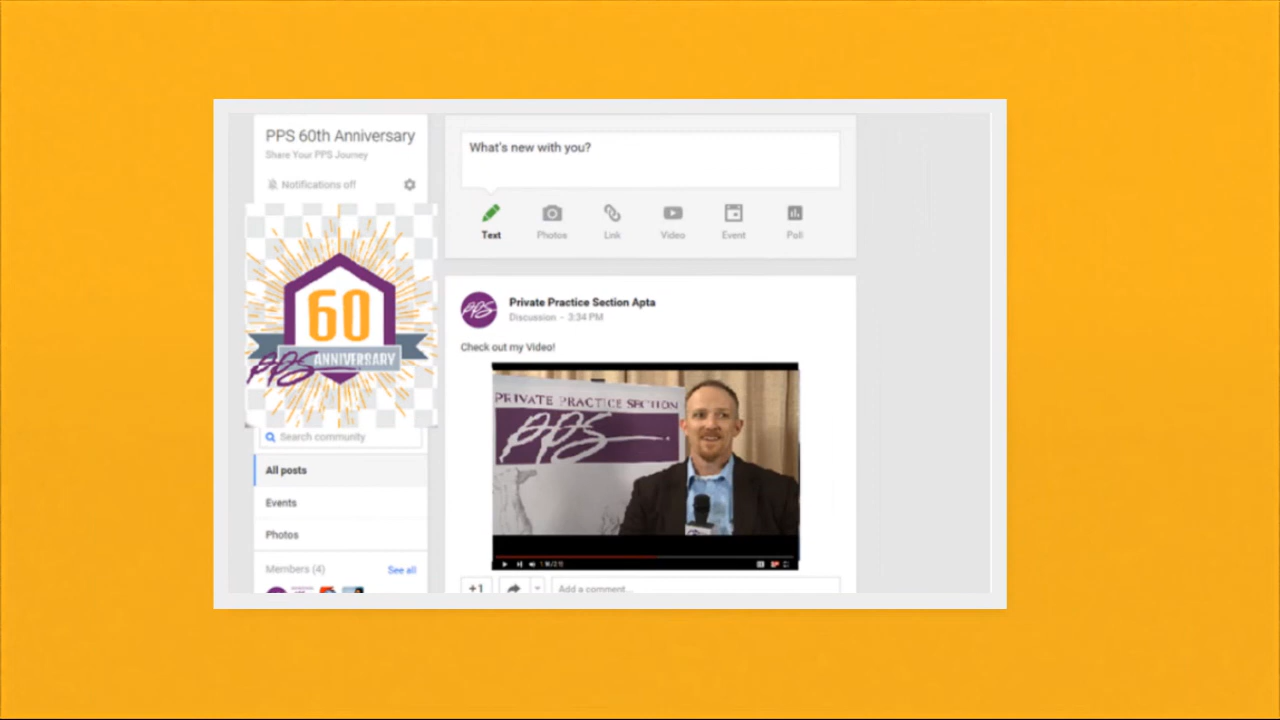 PPS 60th Anniversary
Share Your PPS Journey
Notifications off
60
PPS
ANNIVERSARY
Search community
All posts
Events
Photos
Members (4)
See all
What's new with you?
Text
Photos
Link
Video
Event
Poll
PPS
Private Practice Section Apta
Discussion - 3:34 PM
Check out my Video!
PRIVATE PRACTICE SECTION
PPS
+1
Add a comment...